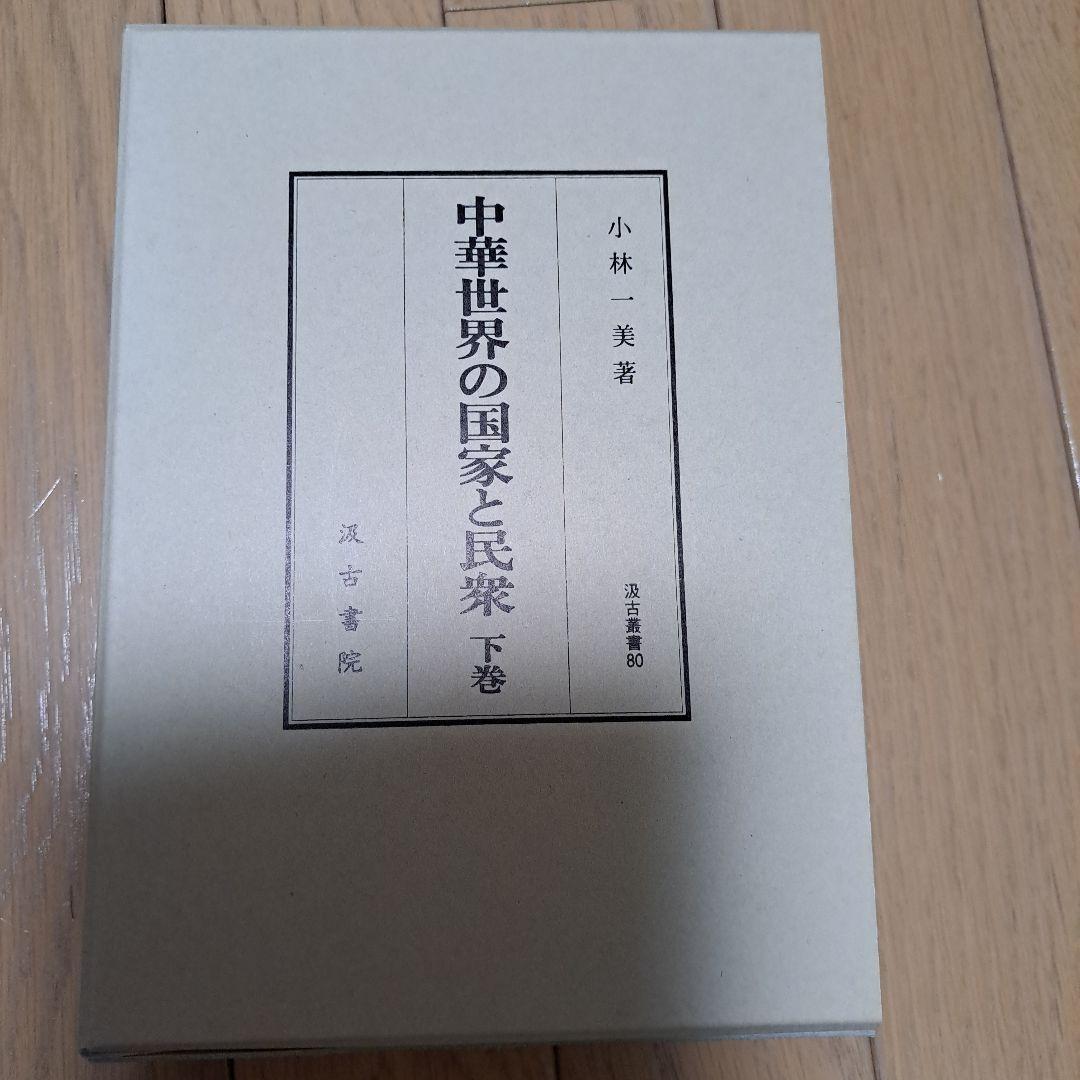 小林一美著
汲古叢書80
中華世界の国家と民衆 下巻
汲古書院